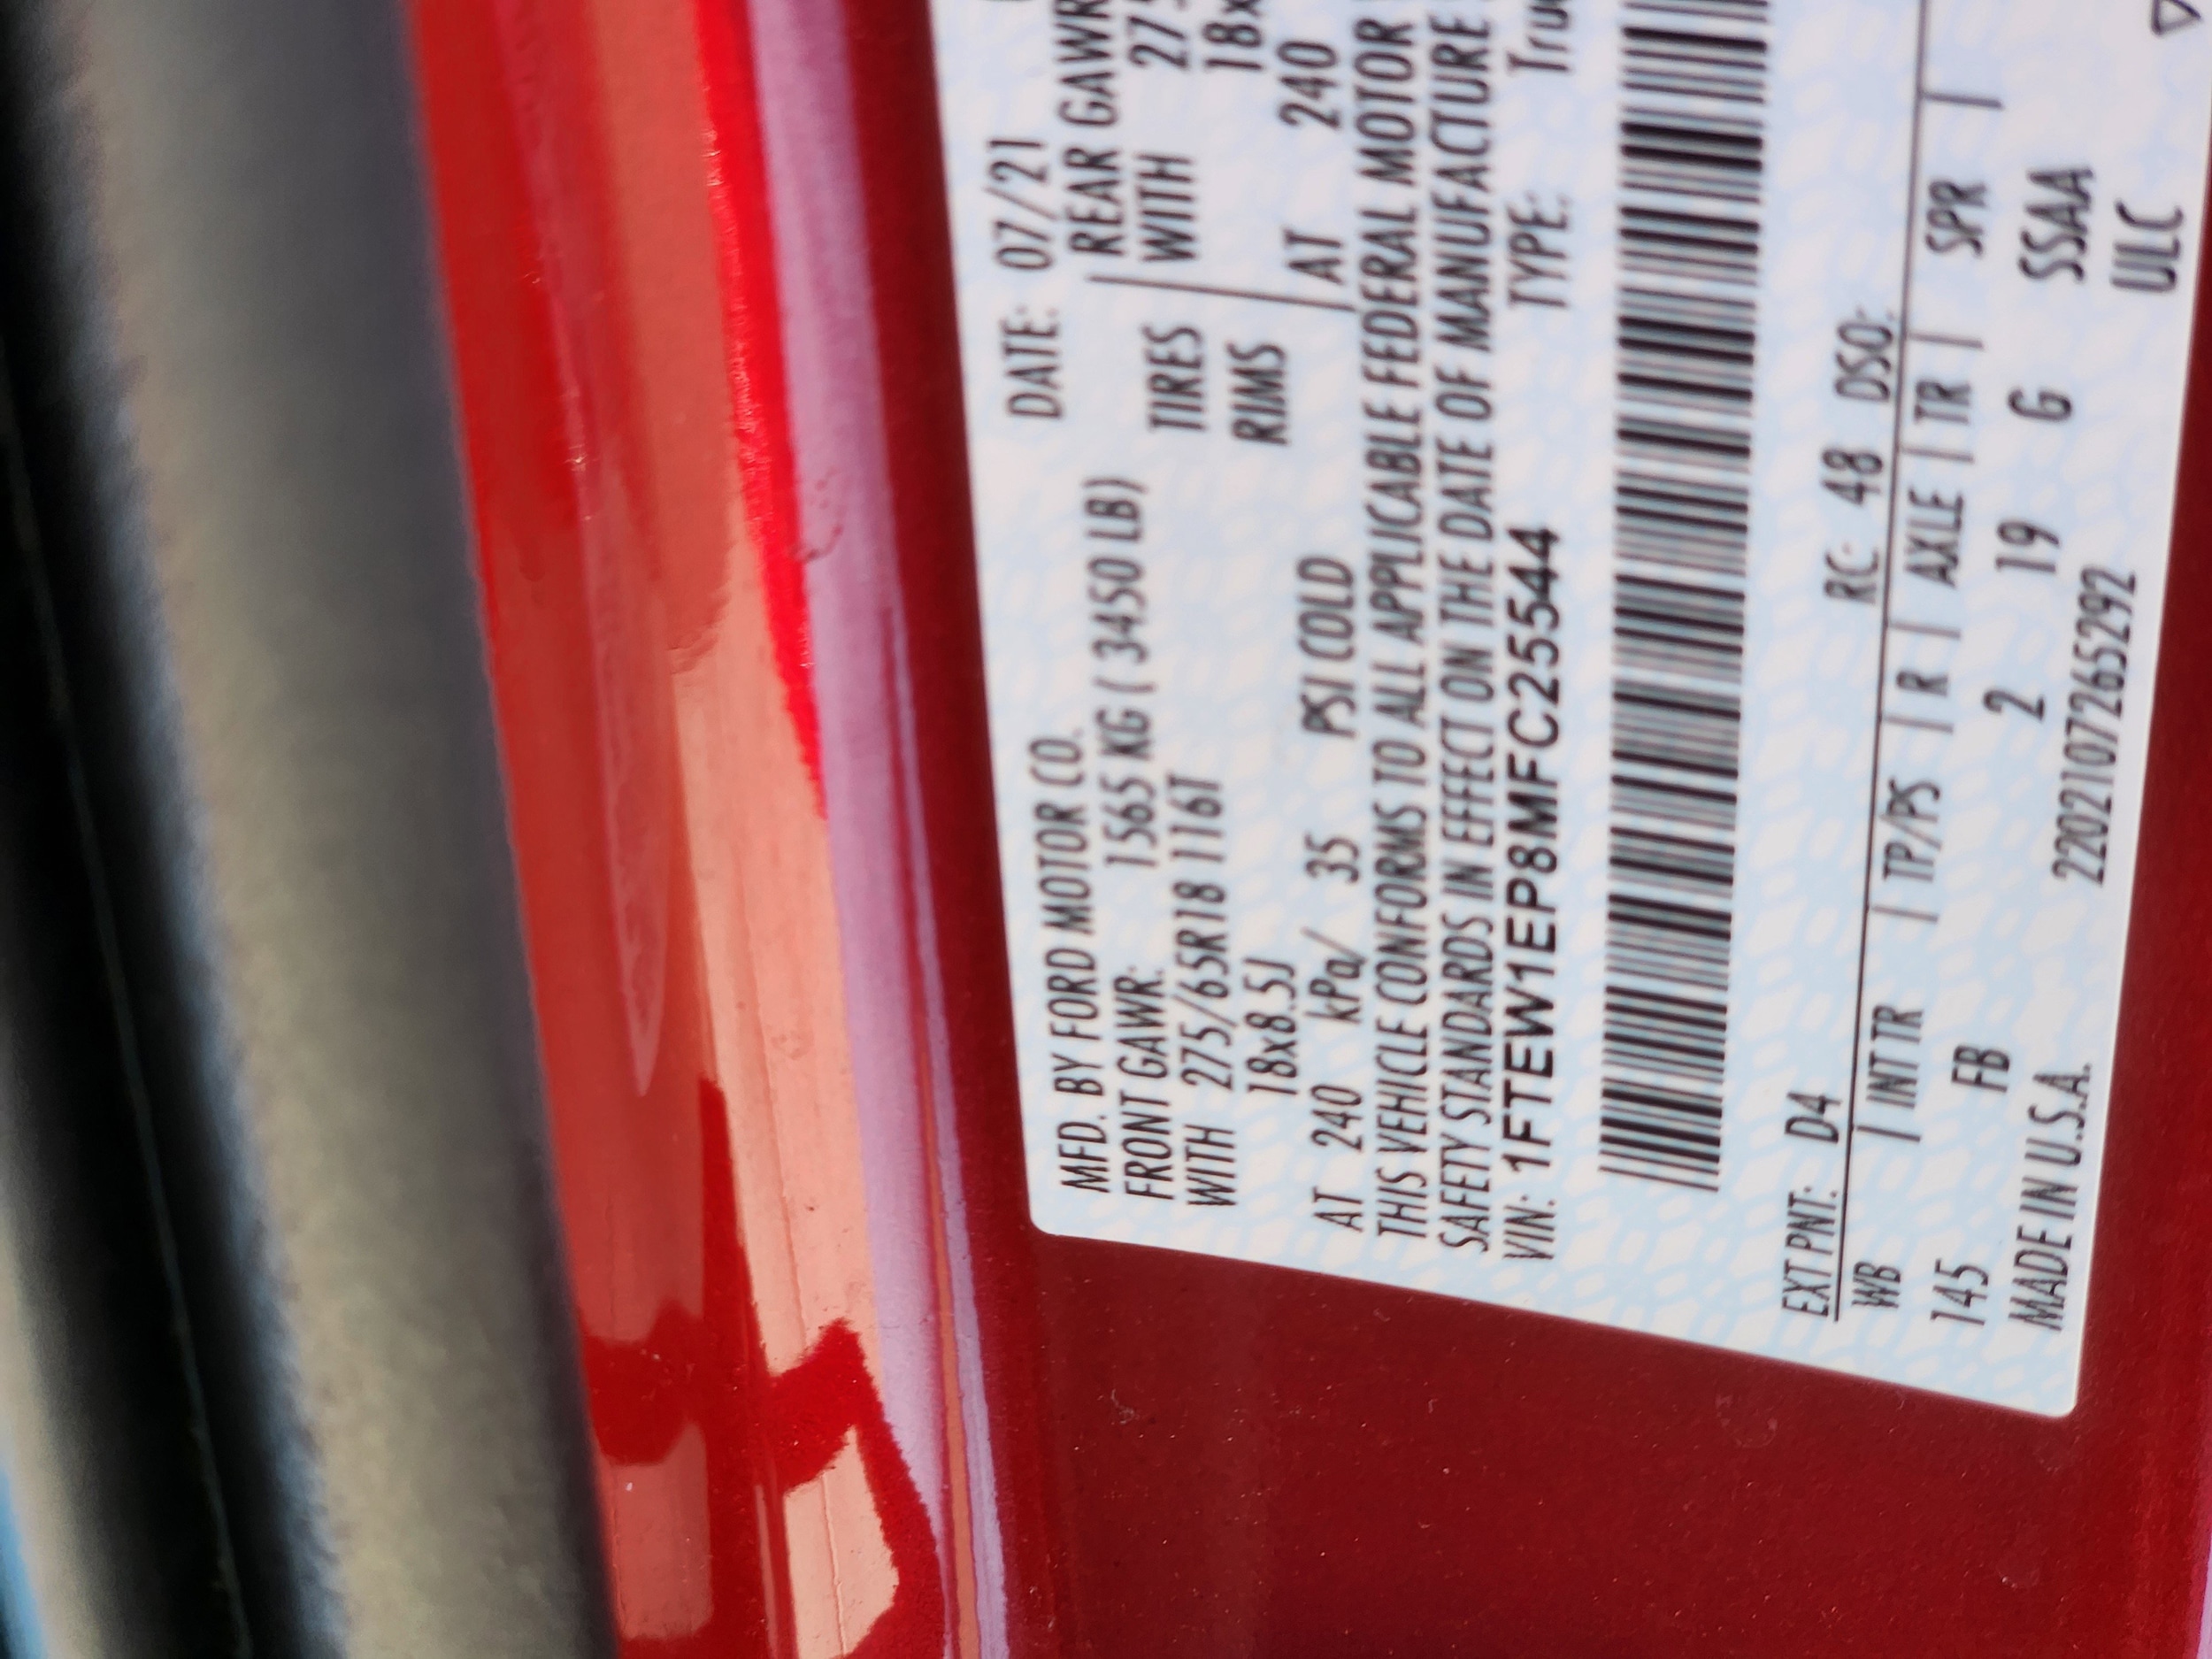 MFD. BY FORD MOTOR CO.
DATE: 07/21
FRONT GAWR: 1565 KG ( 3450 LB)
REAR GAWR
WITH 275/65R18 116T
TIRES
WITH 275
18x8.5J
RIMS
18x
AT 240 kPa/ 35 PSI COLD
AT 240
THIS VEHICLE CONFORMS TO ALL APPLICABLE FEDERAL MOTOR
SAFETY STANDARDS IN EFFECT ON THE DATE OF MANUFACTURE
VIN: 1FTEW1EP8MFC25544
TYPE: Truc
EXT PNT: D4
RC: 48 DSO:
WB | INT TR | TP/PS | R | AXLE | TR | SPR |
145 FB 2 19 G SSAA
MADE IN U.S.A.
2202107265292
ULC